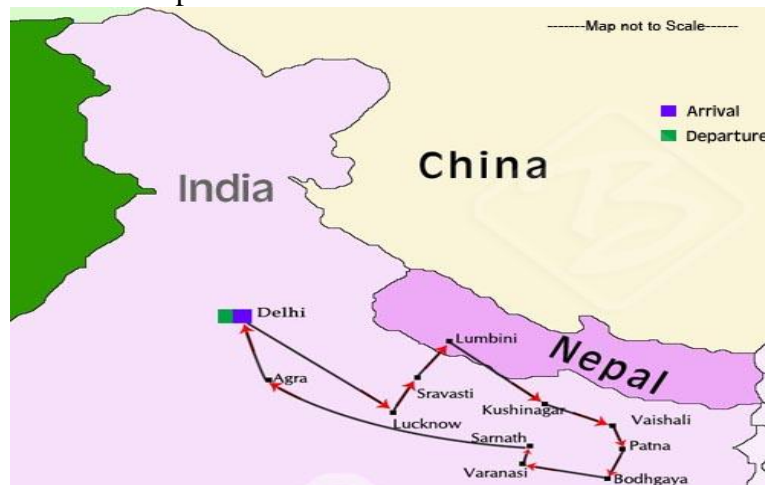 -------Map not to Scale------
Arrival
Departure
China
India
Delhi
Lumbini
Nepal
Agra
Sravasti
Kushinagar
Lucknow
Vaishali
Sarnath
Patna
Varanasi
Bodhgaya